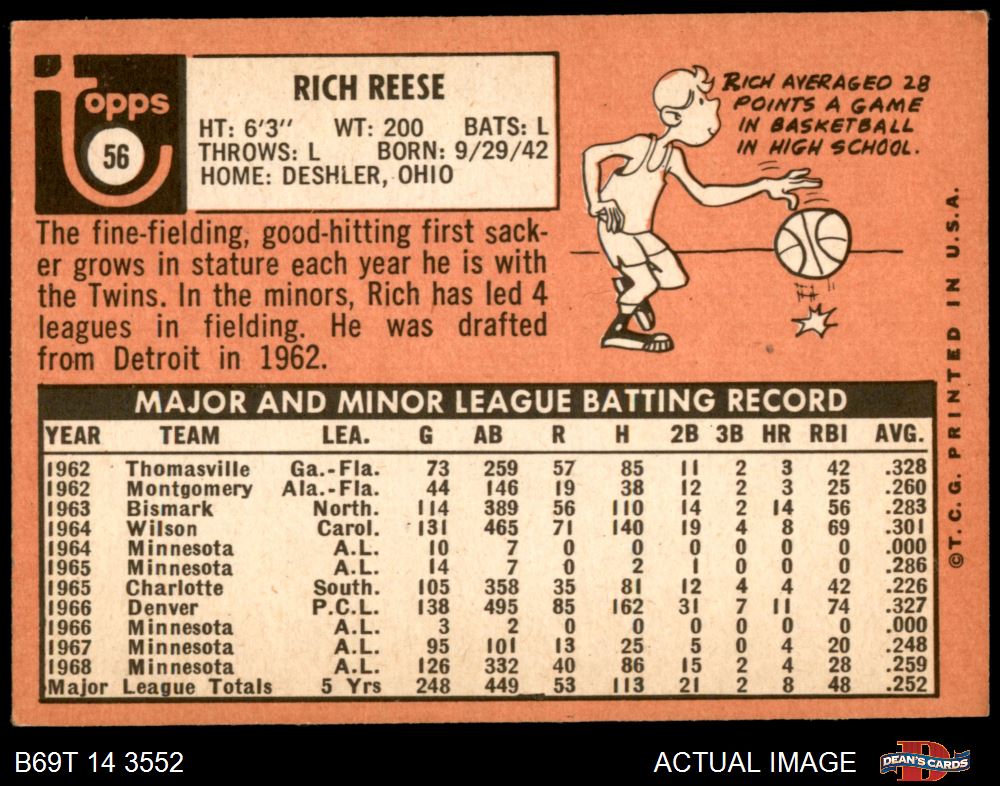 Topps
56
RICH REESE
HT: 6'3" WT: 200 BATS: L
THROWS: L BORN: 9/29/42
HOME: DESHLER, OHIO
RICH AVERAGED 28
POINTS A GAME
IN BASKETBALL
IN HIGH SCHOOL.
The fine-fielding, good-hitting first sack-
er grows in stature each year he is with
the Twins. In the minors, Rich has led 4
leagues in fielding. He was drafted
from Detroit in 1962.
MAJOR AND MINOR LEAGUE BATTING RECORD
YEAR TEAM LEA. G AB R H 2B 3B HR RBI AVG.
1962 Thomasville Ga.-Fla. 73 259 57 85 11 2 3 42 .328
1962 Montgomery Ala.-Fla. 44 146 19 38 12 2 3 25 .260
1963 Bismark North. 114 389 56 110 14 2 14 56 .283
1964 Wilson Carol. 131 465 71 140 19 4 8 69 .301
1964 Minnesota A.L. 10 7 0 0 0 0 0 0 .000
1965 Minnesota A.L. 14 7 0 2 1 0 0 0 .286
1965 Charlotte South. 105 358 35 81 12 4 4 42 .226
1966 Denver P.C.L. 138 495 85 162 31 7 11 74 .327
1966 Minnesota A.L. 3 2 0 0 0 0 0 0 .000
1967 Minnesota A.L. 95 101 13 25 5 0 4 20 .248
1968 Minnesota A.L. 126 332 40 86 15 2 4 28 .259
Major League Totals 5 Yrs 248 449 53 113 21 2 8 48 .252
©T.C.G. PRINTED IN U.S.A.
B69T 14 3552
ACTUAL IMAGE
D
DEAN'S CARDS